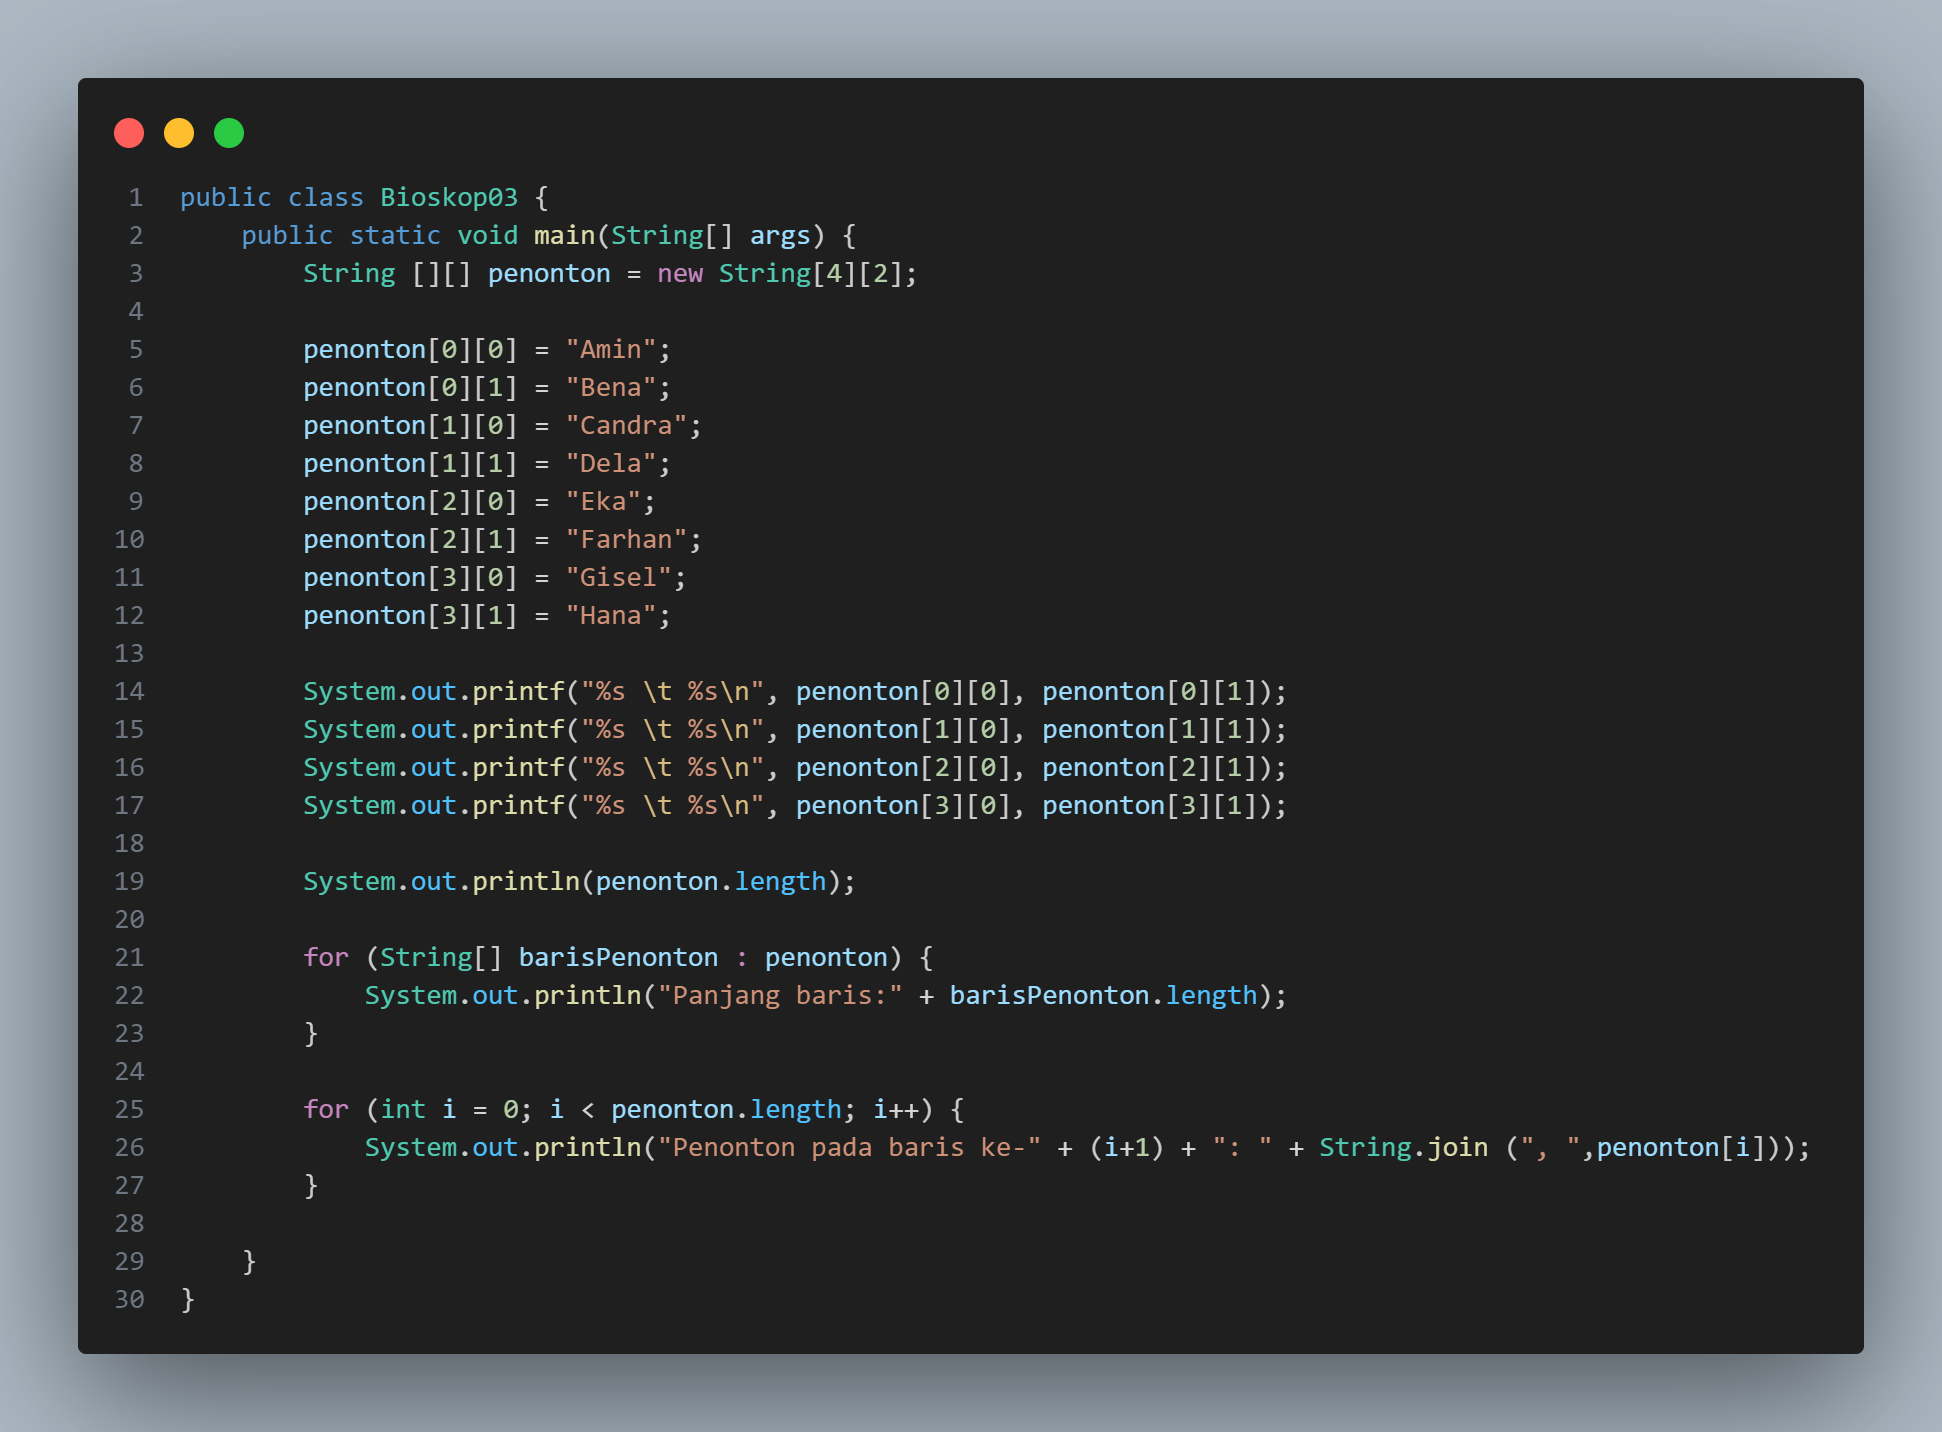 1 public class Bioskop03 {
2     public static void main(String[] args) {
3         String [][] penonton = new String[4][2];
4
5         penonton[0][0] = "Amin";
6         penonton[0][1] = "Bena";
7         penonton[1][0] = "Candra";
8         penonton[1][1] = "Dela";
9         penonton[2][0] = "Eka";
10         penonton[2][1] = "Farhan";
11         penonton[3][0] = "Gisel";
12         penonton[3][1] = "Hana";
13
14         System.out.printf("%s \t %s\n", penonton[0][0], penonton[0][1]);
15         System.out.printf("%s \t %s\n", penonton[1][0], penonton[1][1]);
16         System.out.printf("%s \t %s\n", penonton[2][0], penonton[2][1]);
17         System.out.printf("%s \t %s\n", penonton[3][0], penonton[3][1]);
18
19         System.out.println(penonton.length);
20
21         for (String[] barisPenonton : penonton) {
22             System.out.println("Panjang baris:" + barisPenonton.length);
23         }
24
25         for (int i = 0; i < penonton.length; i++) {
26             System.out.println("Penonton pada baris ke-" + (i+1) + ": " + String.join (", ",penonton[i]));
27         }
28
29     }
30 }